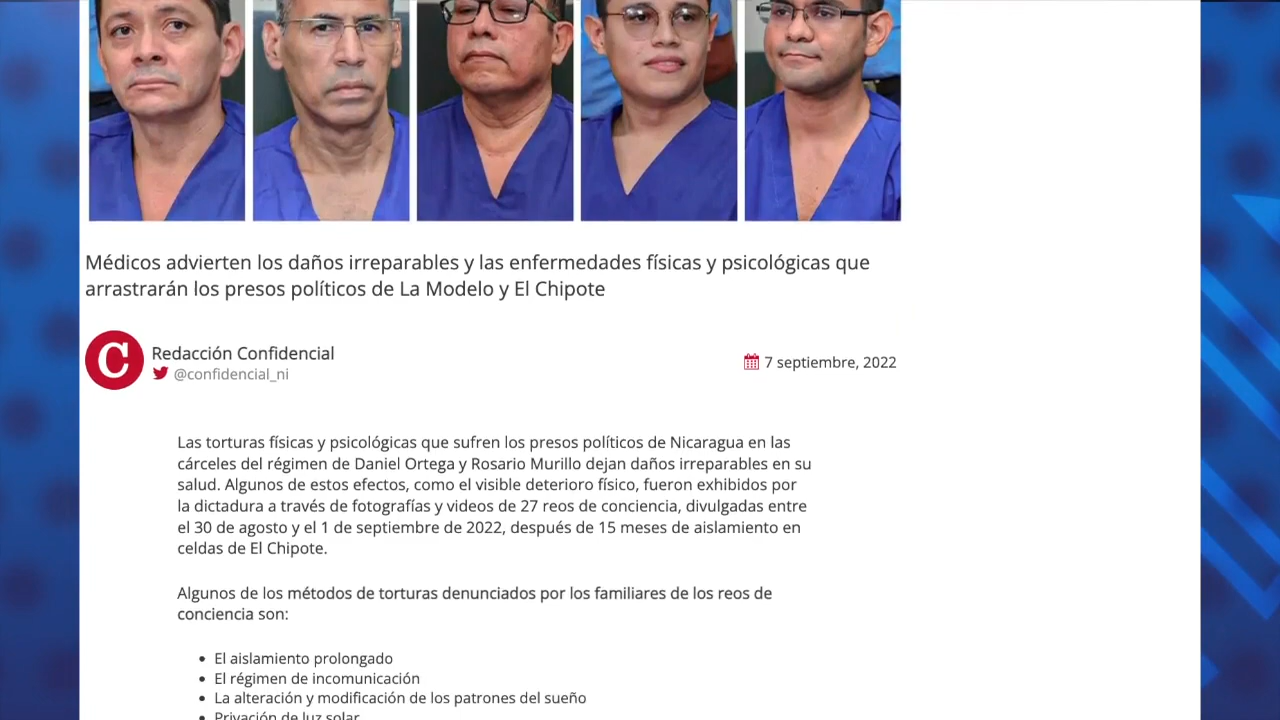 Médicos advierten los daños irreparables y las enfermedades físicas y psicológicas que
arrastrarán los presos políticos de La Modelo y El Chipote
C
Redacción Confidencial
@confidencial_ni
7 septiembre, 2022
Las torturas físicas y psicológicas que sufren los presos políticos de Nicaragua en las
cárceles del régimen de Daniel Ortega y Rosario Murillo dejan daños irreparables en su
salud. Algunos de estos efectos, como el visible deterioro físico, fueron exhibidos por
la dictadura a través de fotografías y videos de 27 reos de conciencia, divulgadas entre
el 30 de agosto y el 1 de septiembre de 2022, después de 15 meses de aislamiento en
celdas de El Chipote.
Algunos de los métodos de torturas denunciados por los familiares de los reos de
conciencia son:
• El aislamiento prolongado
• El régimen de incomunicación
• La alteración y modificación de los patrones del sueño
• Privación de luz solar